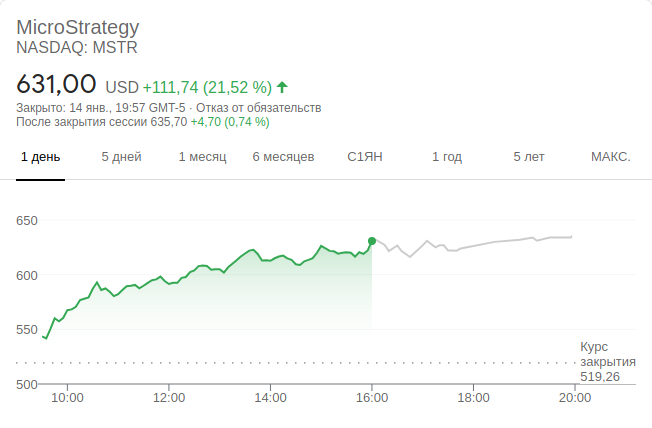 MicroStrategy
NASDAQ: MSTR
631,00 USD +111,74 (21,52 %)
Закрыто: 14 янв., 19:57 GMT-5 · Отказ от обязательств
После закрытия сессии 635,70 +4,70 (0,74 %)
1 день 5 дней 1 месяц 6 месяцев С1ЯН 1 год 5 лет МАКС.
650
600
550
500
Курс
закрытия
519,26
10:00 12:00 14:00 16:00 18:00 20:00